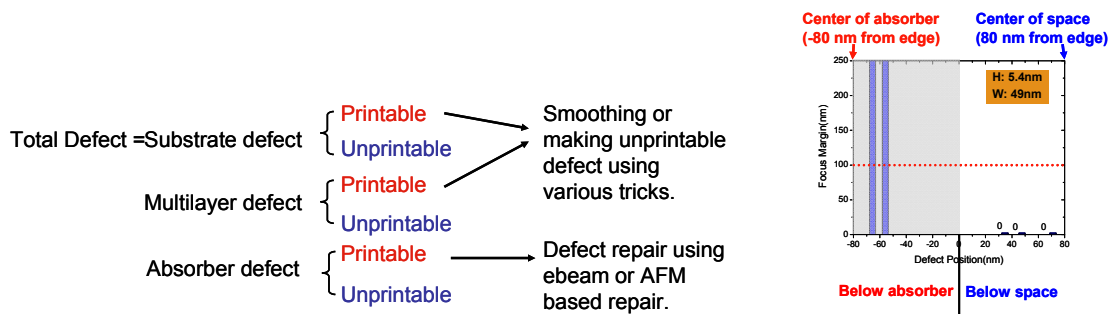 Total Defect =Substrate defect
Printable
Unprintable
Multilayer defect
Printable
Unprintable
Absorber defect
Printable
Unprintable
Smoothing or
making unprintable
defect using
various tricks.
Defect repair using
ebeam or AFM
based repair.
Center of absorber
(-80 nm from edge)
Center of space
(80 nm from edge)
H: 5.4nm
W: 49nm
Focus Margin(nm)
250
200
150
100
50
0
0 0 0
-80 -60 -40 -20 0 20 40 60 80
Defect Position(nm)
Below absorber
Below space